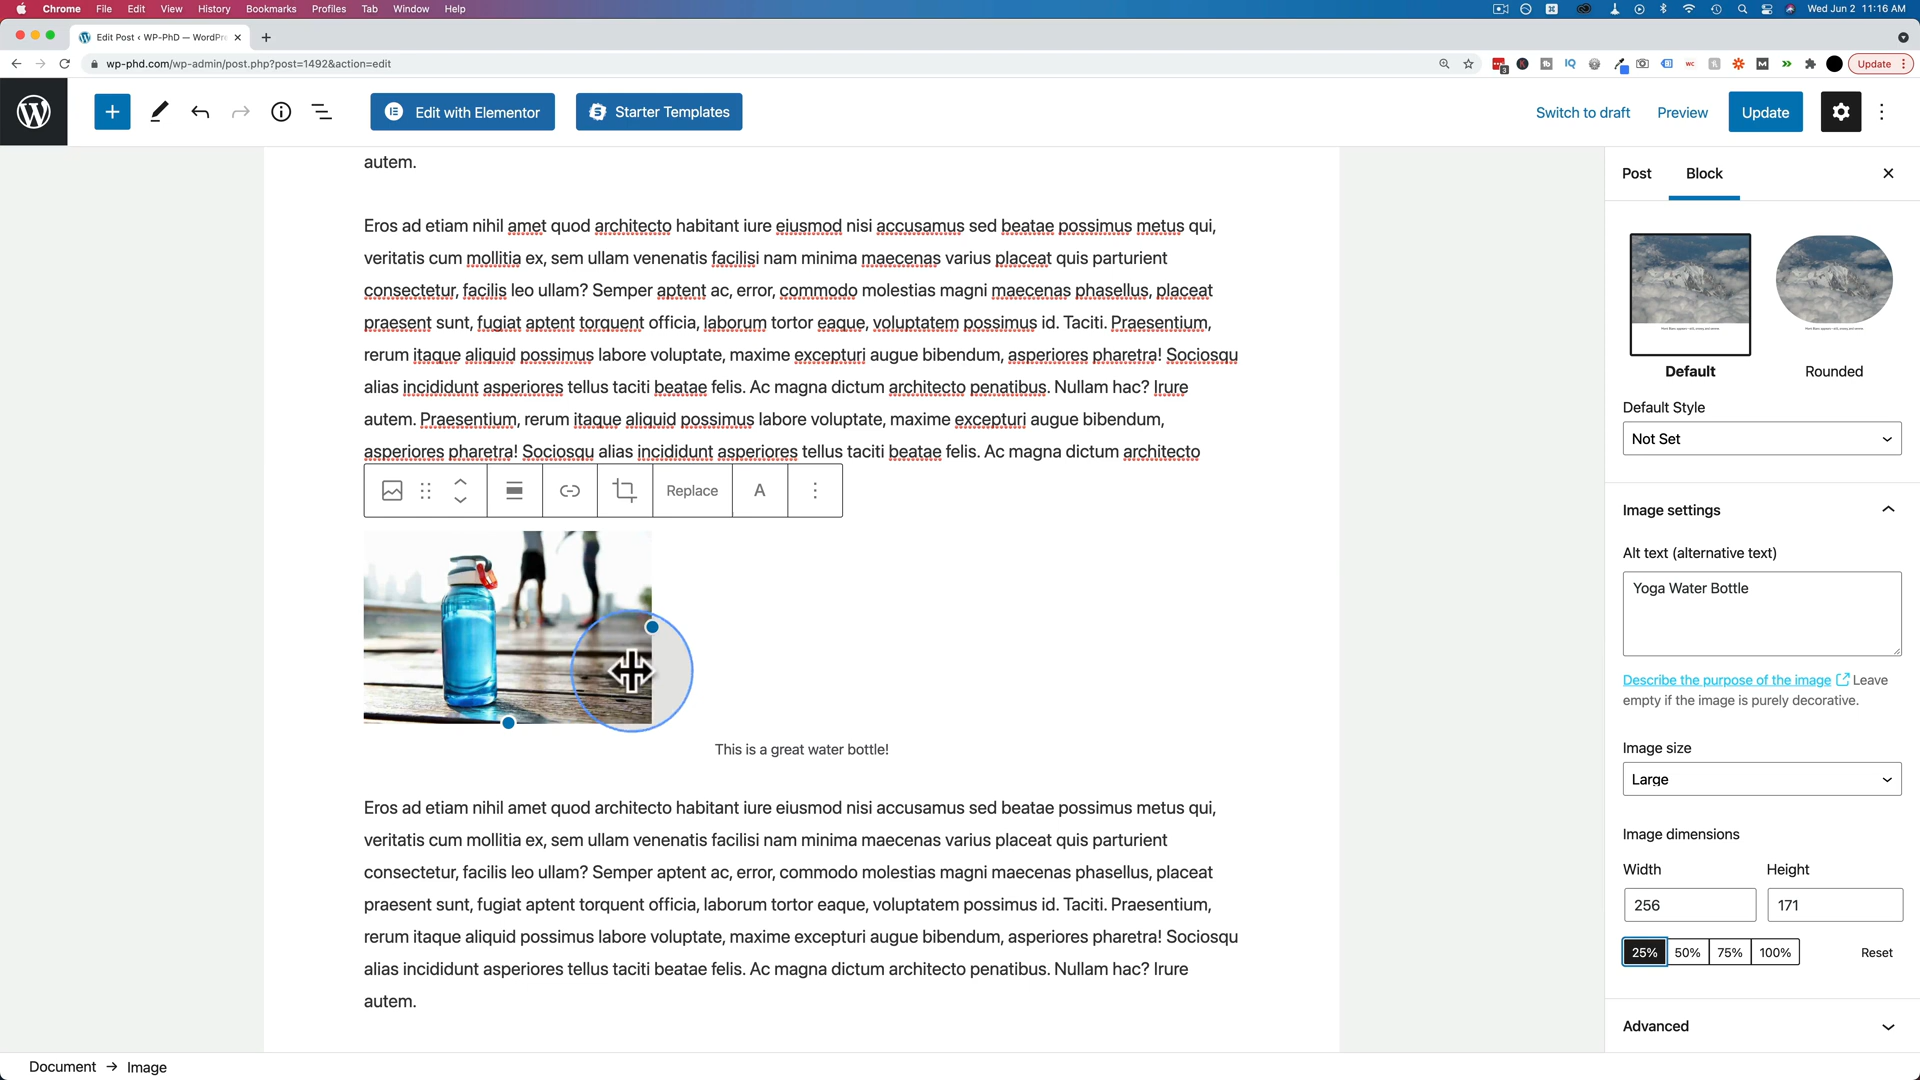 Chrome File Edit View History Bookmarks Profiles Tab Window Help
Wed Jun 2 11:16 AM
Edit Post ‹ WP-PhD — WordPr
wp-phd.com/wp-admin/post.php?post=1492&action=edit
Update
Edit with Elementor
Starter Templates
Switch to draft
Preview
Update
autem.
Eros ad etiam nihil amet quod architecto habitant iure eiusmod nisi accusamus sed beatae possimus metus qui,
veritatis cum mollitia ex, sem ullam venenatis facilisi nam minima maecenas varius placeat quis parturient
consectetur, facilis leo ullam? Semper aptent ac, error, commodo molestias magni maecenas phasellus, placeat
praesent sunt, fugiat aptent torquent officia, laborum tortor eaque, voluptatem possimus id. Taciti. Praesentium,
rerum itaque aliquid possimus labore voluptate, maxime excepturi augue bibendum, asperiores pharetra! Sociosqu
alias incididunt asperiores tellus taciti beatae felis. Ac magna dictum architecto penatibus. Nullam hac? Irure
autem. Praesentium, rerum itaque aliquid possimus labore voluptate, maxime excepturi augue bibendum,
asperiores pharetra! Sociosqu alias incididunt asperiores tellus taciti beatae felis. Ac magna dictum architecto
Replace
A
This is a great water bottle!
Eros ad etiam nihil amet quod architecto habitant iure eiusmod nisi accusamus sed beatae possimus metus qui,
veritatis cum mollitia ex, sem ullam venenatis facilisi nam minima maecenas varius placeat quis parturient
consectetur, facilis leo ullam? Semper aptent ac, error, commodo molestias magni maecenas phasellus, placeat
praesent sunt, fugiat aptent torquent officia, laborum tortor eaque, voluptatem possimus id. Taciti. Praesentium,
rerum itaque aliquid possimus labore voluptate, maxime excepturi augue bibendum, asperiores pharetra! Sociosqu
alias incididunt asperiores tellus taciti beatae felis. Ac magna dictum architecto penatibus. Nullam hac? Irure
autem.
Post
Block
Default
Rounded
Default Style
Not Set
Image settings
Alt text (alternative text)
Yoga Water Bottle
Describe the purpose of the image Leave
empty if the image is purely decorative.
Image size
Large
Image dimensions
Width
Height
256
171
25% 50% 75% 100%
Reset
Advanced
Document → Image